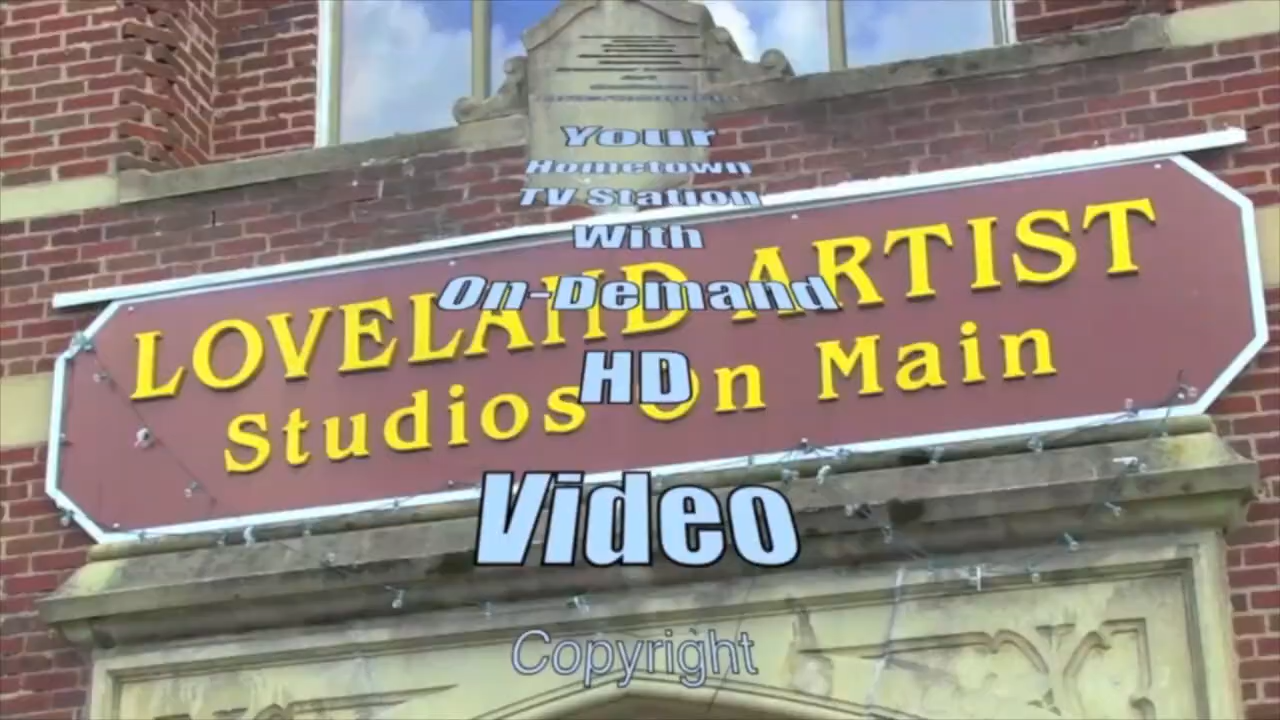 Your
Hometown
TV Station
With
On-Demand
HD
Video
Copyright
LOVELAND ARTIST
Studios On Main